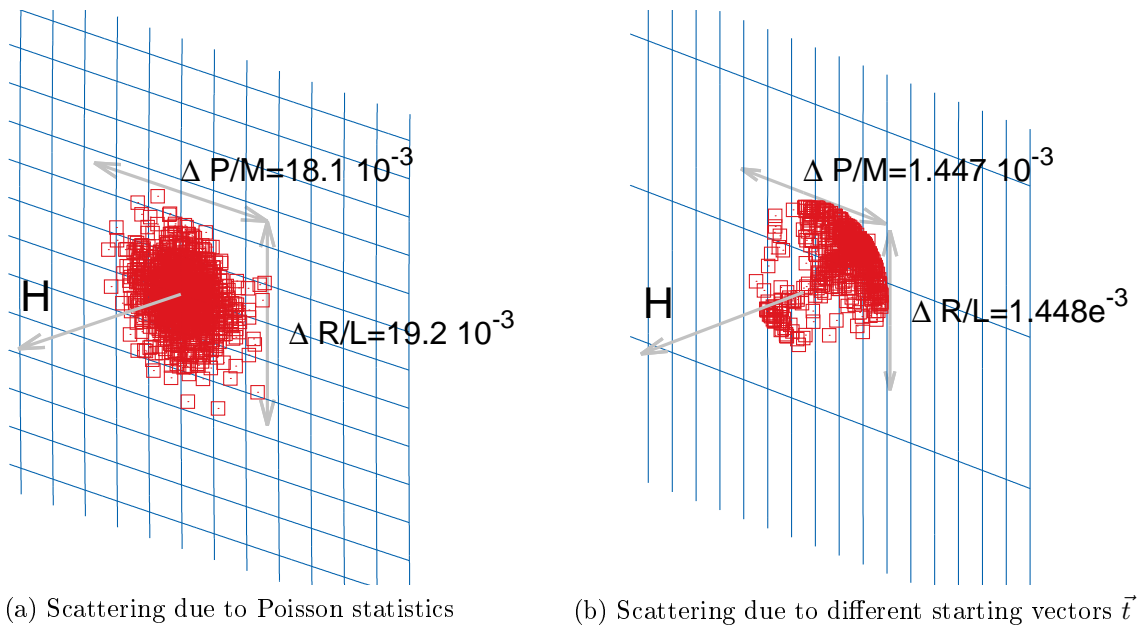 Δ P/M=18.1 10-3
H
Δ R/L=19.2 10-3
(a) Scattering due to Poisson statistics
Δ P/M=1.447 10-3
H
Δ R/L=1.448e-3
(b) Scattering due to different starting vectors t⃗